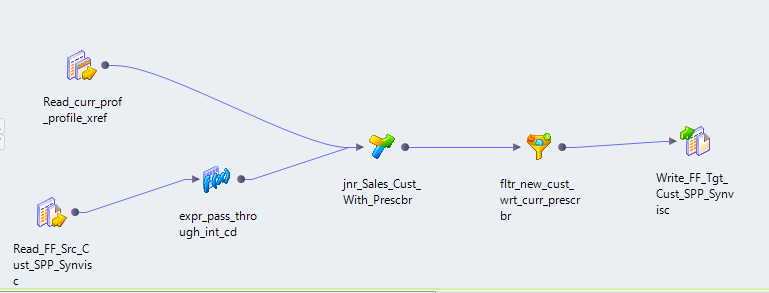 Read_curr_prof
_profile_xref
jnr_Sales_Cust_
With_Prescbr
fltr_new_cust_
wrt_curr_prescr
br
Write_FF_Tgt_
Cust_SPP_Synv
isc
expr_pass_thro
ugh_int_cd
Read_FF_Src_C
ust_SPP_Synvis
c